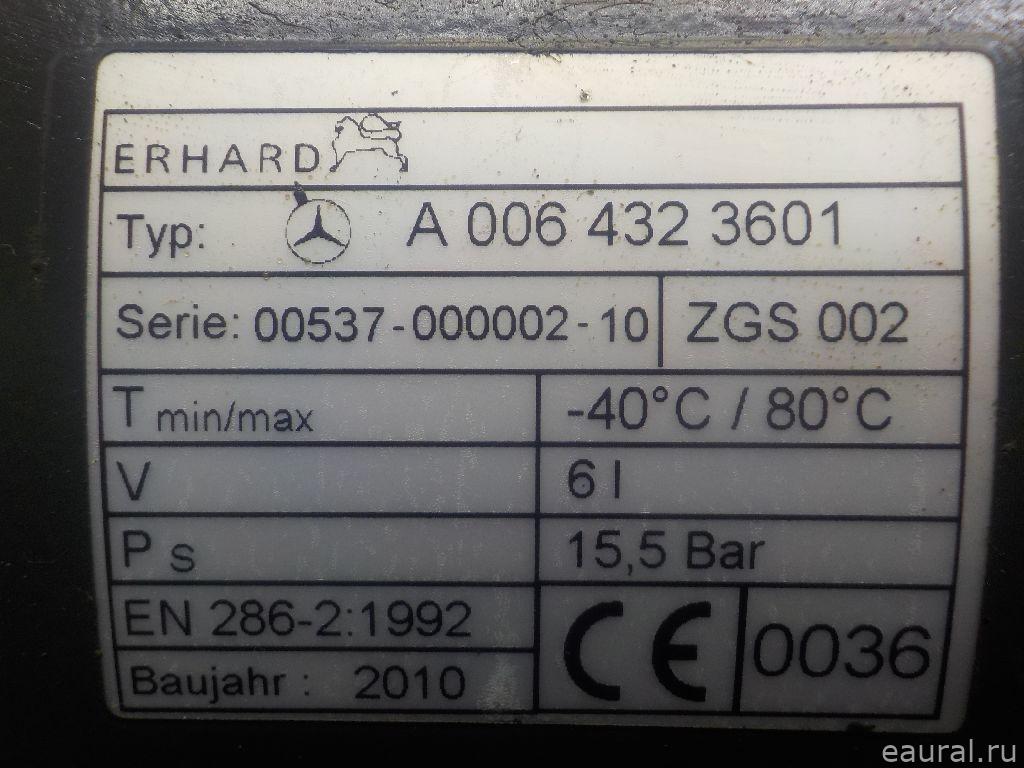 ERHARD
Typ: A 006 432 3601
Serie: 00537-000002-10 ZGS 002
T min/max -40°C / 80°C
V 6 l
P s 15,5 Bar
EN 286-2:1992
CE 0036
Baujahr : 2010
eaural.ru